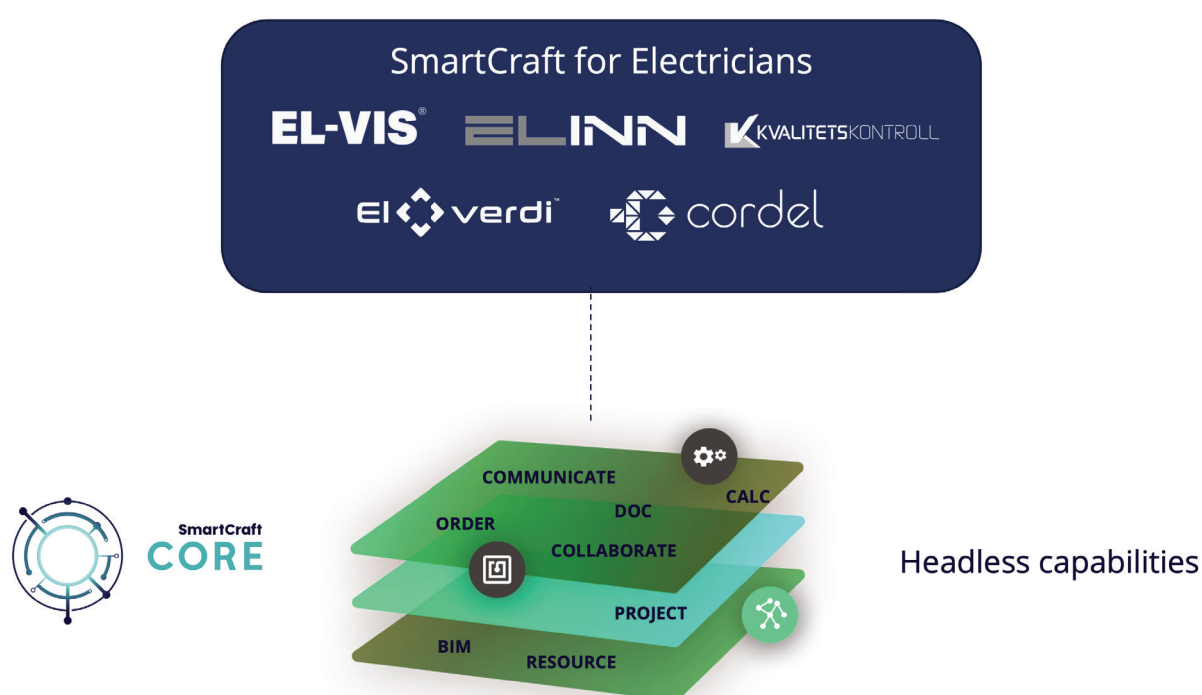 SmartCraft for Electricians
EL-VIS® ELINN KVALITETSKONTROLL
El verdi™ cordel
COMMUNICATE
CALC
DOC
ORDER
COLLABORATE
SmartCraft
CORE
Headless capabilities
PROJECT
BIM
RESOURCE